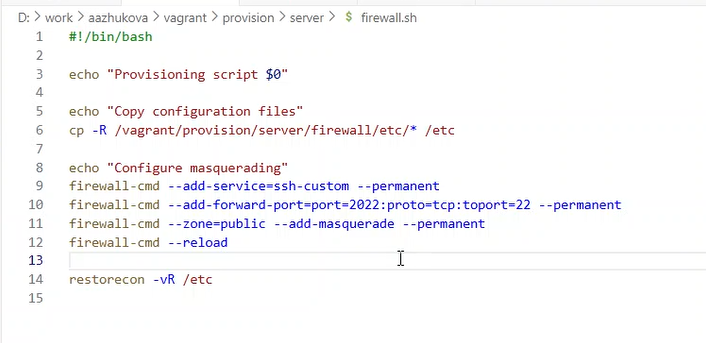 D: > work > aazhukova > vagrant > provision > server > $ firewall.sh
1 #!/bin/bash
2
3 echo "Provisioning script $0"
4
5 echo "Copy configuration files"
6 cp -R /vagrant/provision/server/firewall/etc/* /etc
7
8 echo "Configure masquerading"
9 firewall-cmd --add-service=ssh-custom --permanent
10 firewall-cmd --add-forward-port=port=2022:proto=tcp:toport=22 --permanent
11 firewall-cmd --zone=public --add-masquerade --permanent
12 firewall-cmd --reload
13
14 restorecon -vR /etc
15